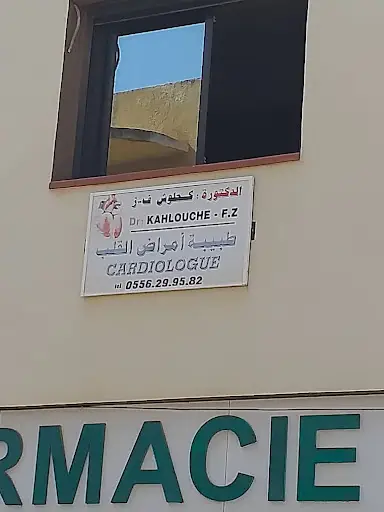 الدكتورة : كحلوش ف-ز
Dr: KAHLOUCHE - F.Z
طبيبة أمراض القلب
CARDIOLOGUE
tel 0556.29.95.82
RMACIE